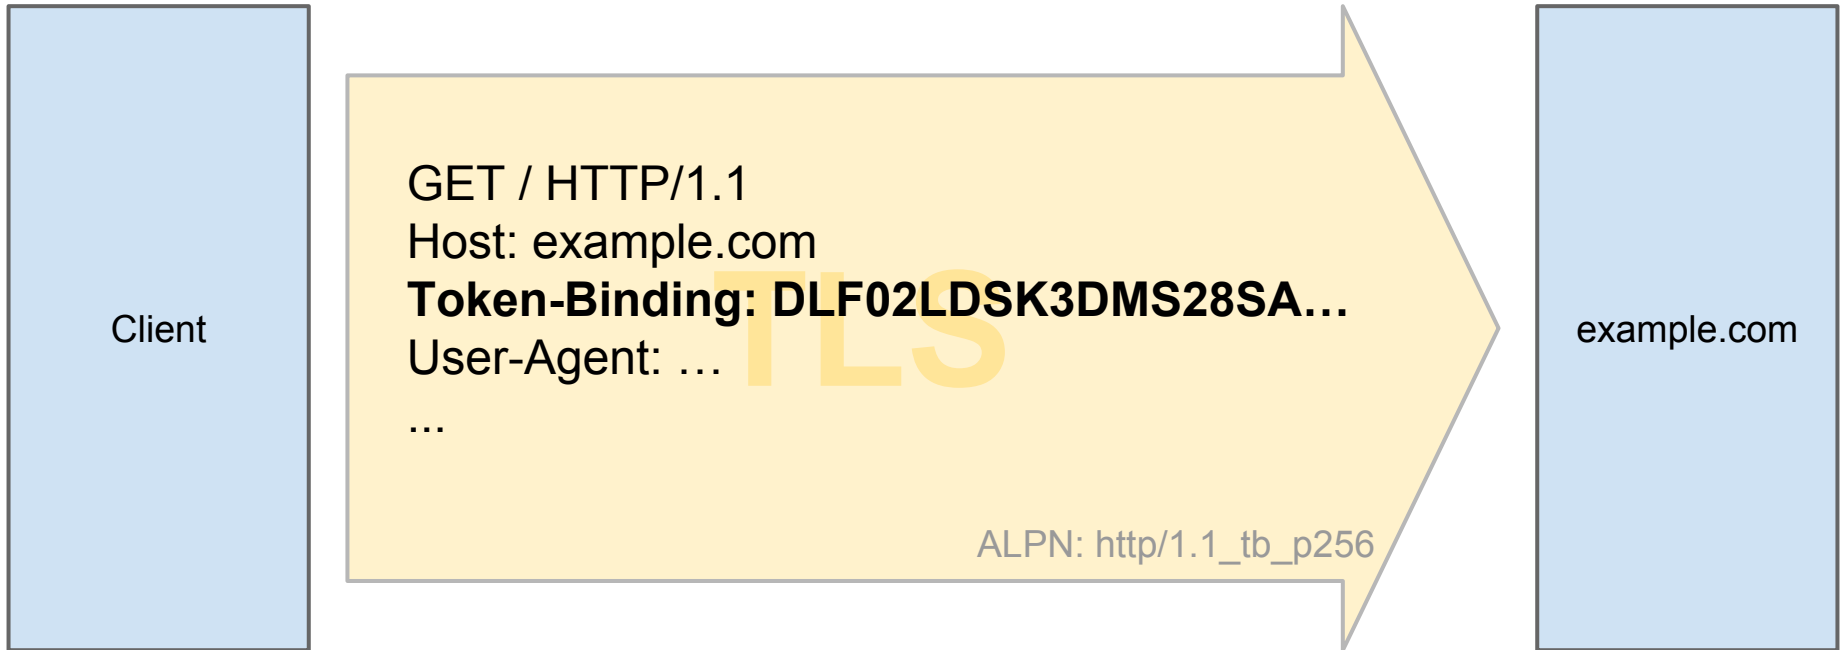 Client
GET / HTTP/1.1
Host: example.com
Token-Binding: DLF02LDSK3DMS28SA…
User-Agent: …
...
TLS
ALPN: http/1.1_tb_p256
example.com